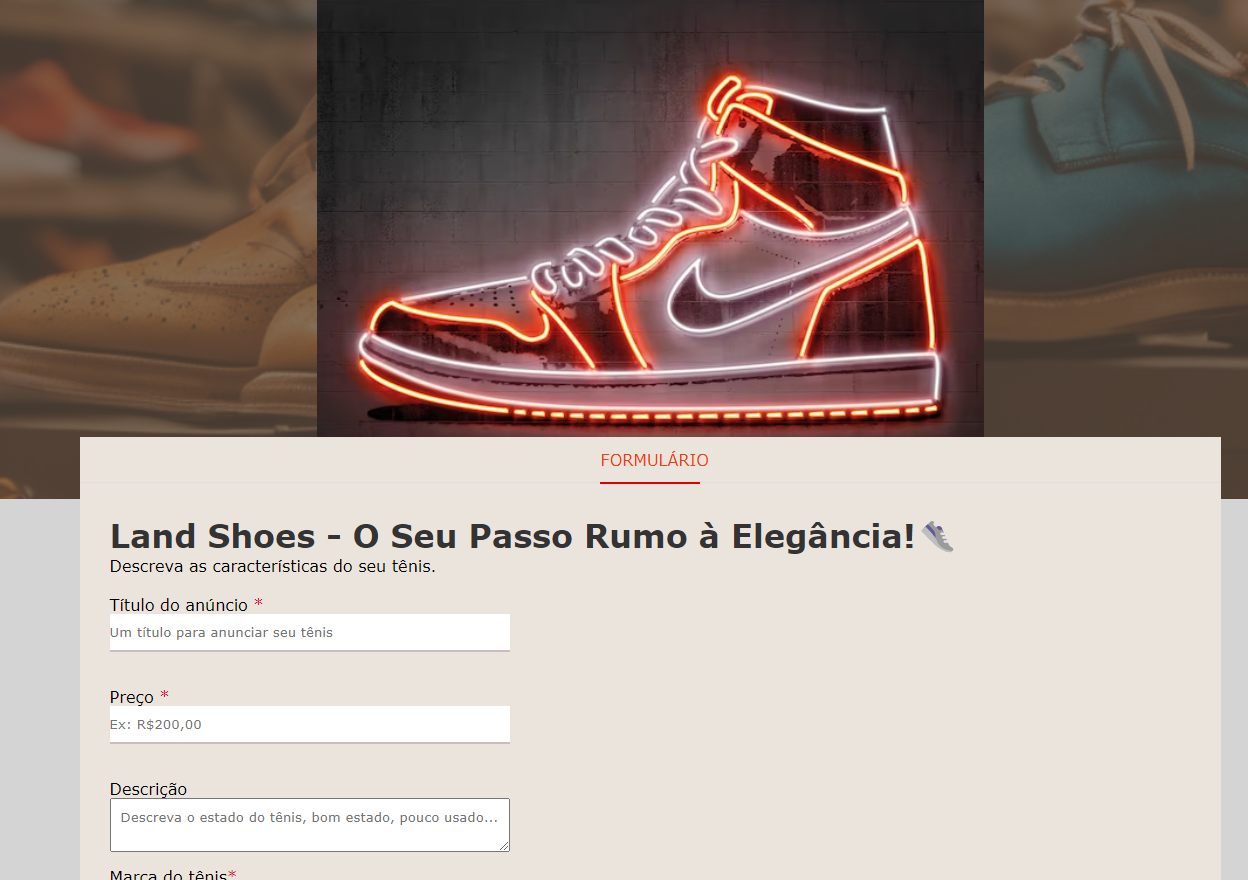 FORMULÁRIO
Land Shoes - O Seu Passo Rumo à Elegância!
Descreva as características do seu tênis.
Título do anúncio *
Um título para anunciar seu tênis
Preço *
Ex: R$200,00
Descrição
Descreva o estado do tênis, bom estado, pouco usado...
Marca do tênis*